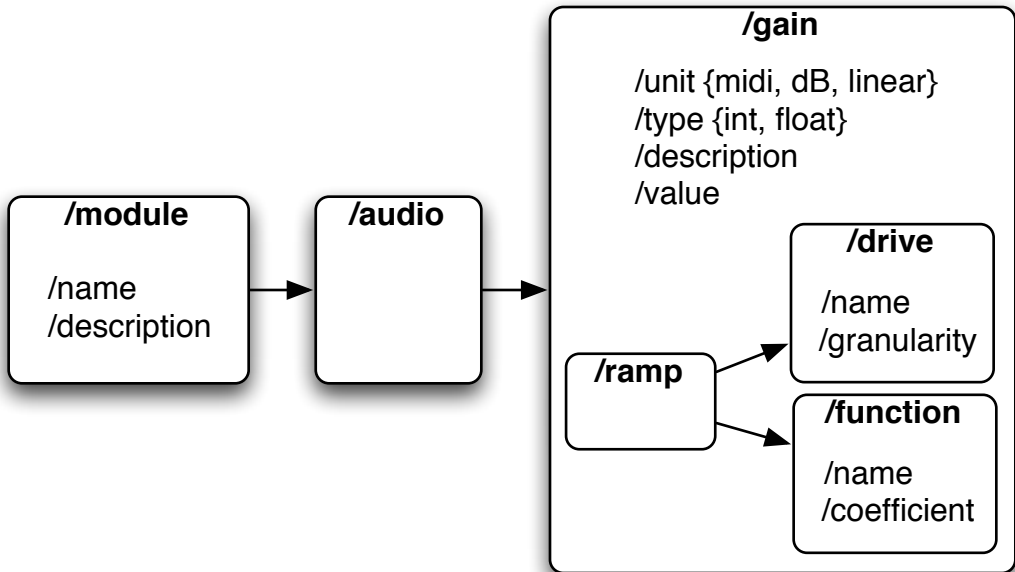 /module
/name
/description
/audio
/gain
/unit {midi, dB, linear}
/type {int, float}
/description
/value
/ramp
/drive
/name
/granularity
/function
/name
/coefficient